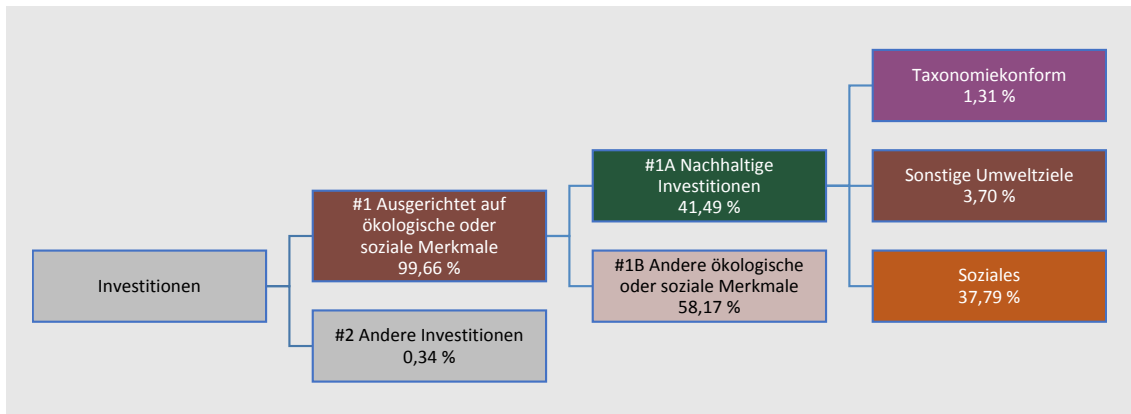 Investitionen
#1 Ausgerichtet auf
ökologische oder
soziale Merkmale
99,66 %
#2 Andere Investitionen
0,34 %
#1A Nachhaltige
Investitionen
41,49 %
#1B Andere ökologische
oder soziale Merkmale
58,17 %
Taxonomiekonform
1,31 %
Sonstige Umweltziele
3,70 %
Soziales
37,79 %